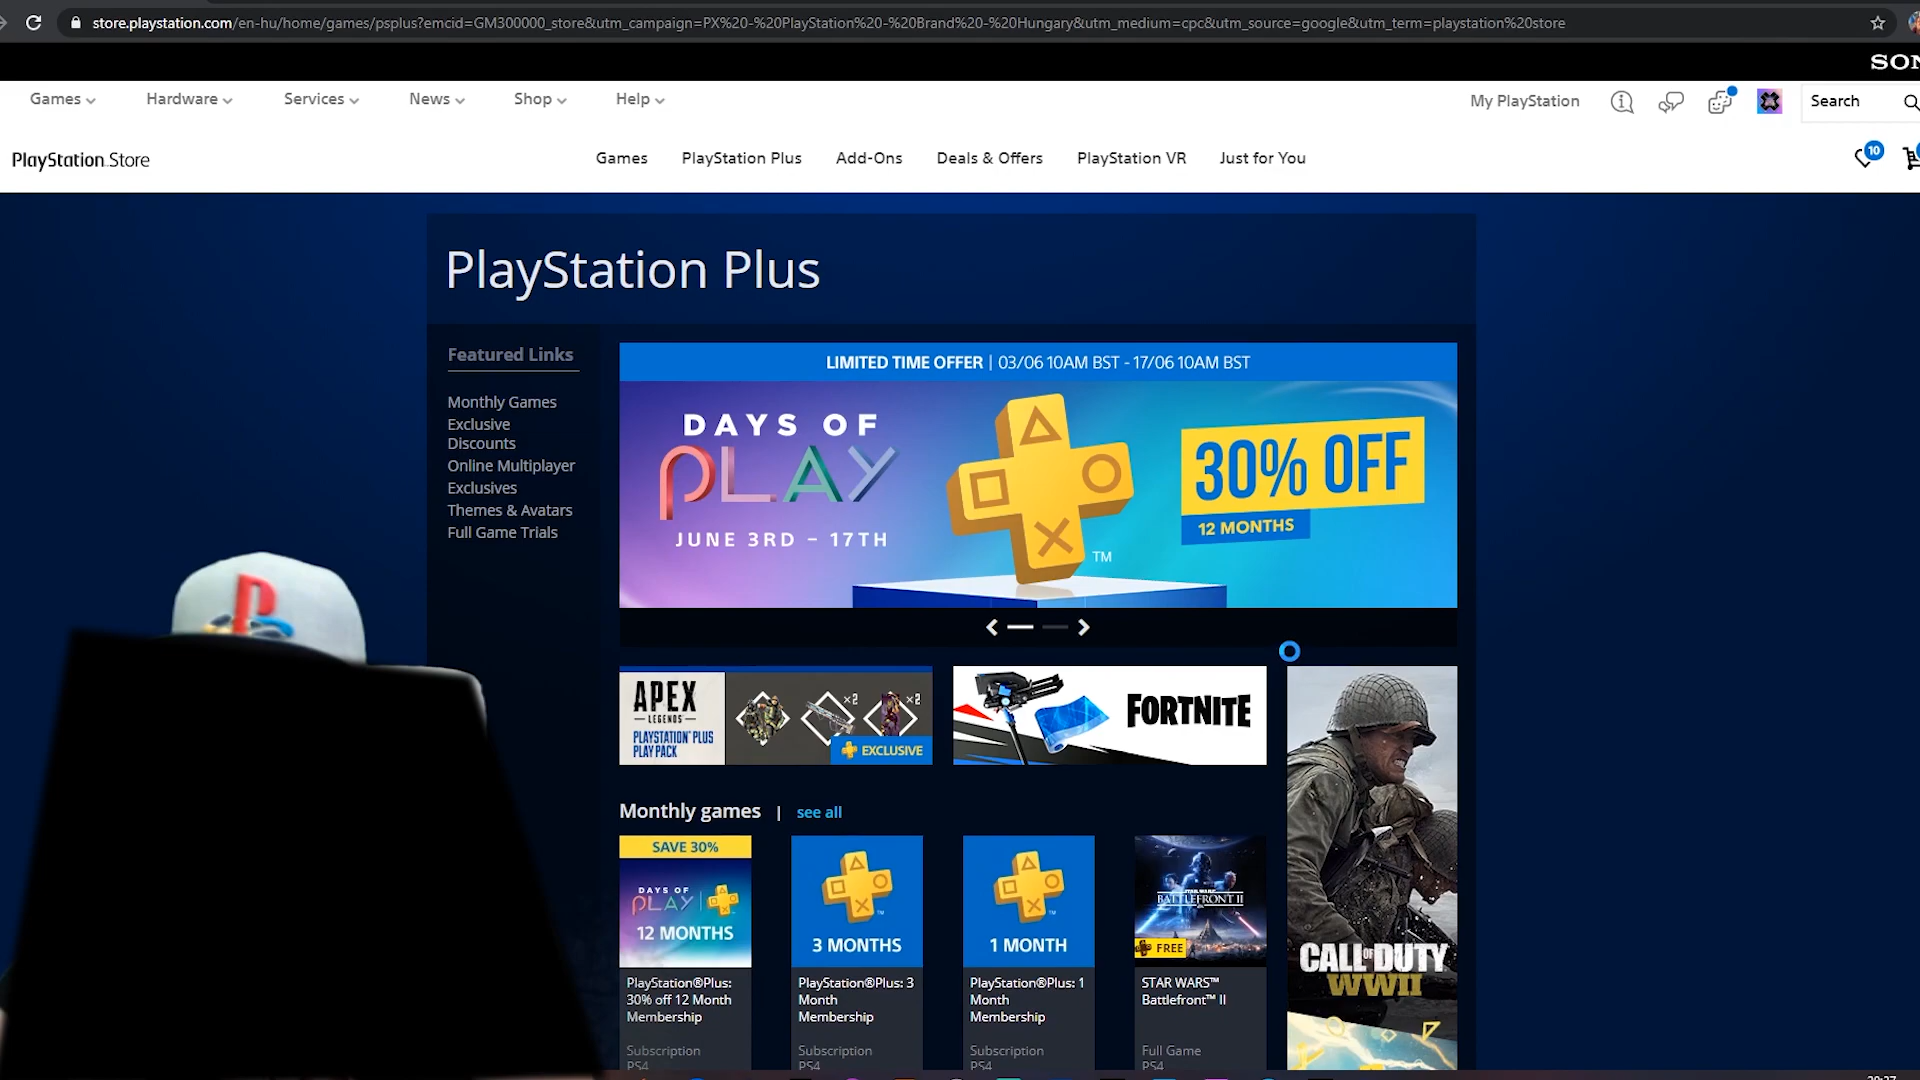 store.playstation.com/en-hu/home/games/psplus?emcid=GM300000_store&utm_campaign=PX%20-%20PlayStation%20-%20Brand%20-%20Hungary&utm_medium=cpc&utm_source=google&utm_term=playstation%20store
Games Hardware Services News Shop Help My PlayStation Search
PlayStation Store Games PlayStation Plus Add-Ons Deals & Offers PlayStation VR Just for You 10
PlayStation Plus
Featured Links
Monthly Games
Exclusive
Discounts
Online Multiplayer
Exclusives
Themes & Avatars
Full Game Trials
LIMITED TIME OFFER | 03/06 10AM BST - 17/06 10AM BST
DAYS OF
PLAY
JUNE 3RD – 17TH
TM
30% OFF
12 MONTHS
APEX
LEGENDS
PLAYSTATION®PLUS
PLAY PACK
×2
×2
EXCLUSIVE
FORTNITE
CALL OF DUTY
WWII
Monthly games | see all
SAVE 30%
DAYS OF
PLAY
12 MONTHS
PlayStation®Plus:
30% off 12 Month
Membership
Subscription
PS4
3 MONTHS
PlayStation®Plus: 3
Month
Membership
Subscription
PS4
1 MONTH
PlayStation®Plus: 1
Month
Membership
Subscription
PS4
STAR WARS
BATTLEFRONT II
FREE
STAR WARS™
Battlefront™ II
Full Game
PS4